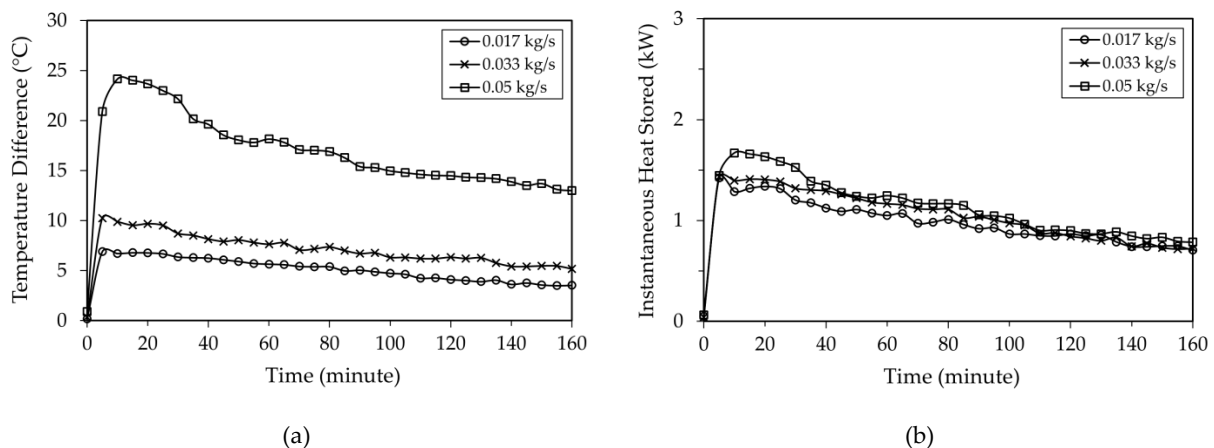 30
25
20
15
10
5
0
Temperature Difference (°C)
0.017 kg/s
0.033 kg/s
0.05 kg/s
0 20 40 60 80 100 120 140 160
Time (minute)
(a)
3
2
1
0
Instantaneous Heat Stored (kW)
0.017 kg/s
0.033 kg/s
0.05 kg/s
0 20 40 60 80 100 120 140 160
Time (minute)
(b)